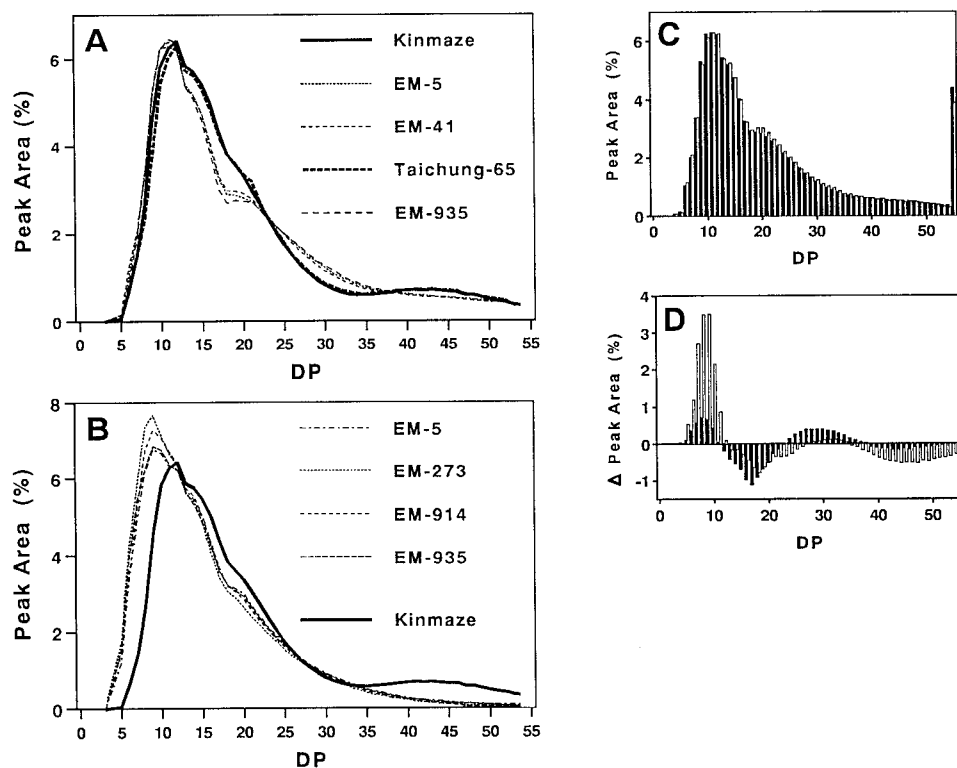 A
Peak Area (%)
6
4
2
0
0 5 10 15 20 25 30 35 40 45 50 55
DP
Kinmaze
EM-5
EM-41
Taichung-65
EM-935
B
Peak Area (%)
8
6
4
2
0
0 5 10 15 20 25 30 35 40 45 50 55
DP
EM-5
EM-273
EM-914
EM-935
Kinmaze
C
Peak Area (%)
6
4
2
0
0 10 20 30 40 50
DP
D
Δ Peak Area (%)
4
3
2
1
0
-1
0 10 20 30 40 50
DP